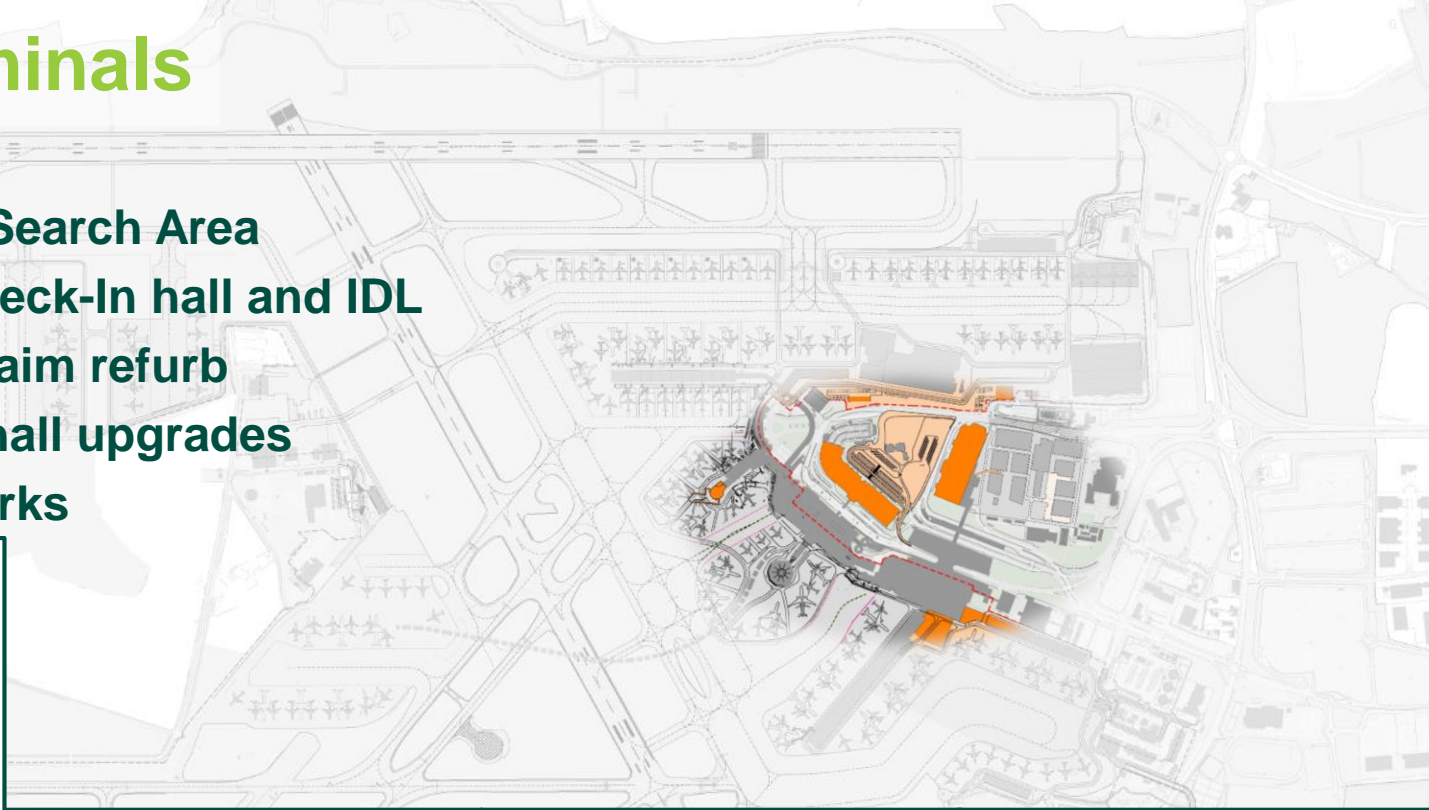 minals
Search Area
eck-In hall and IDL
aim refurb
hall upgrades
rks